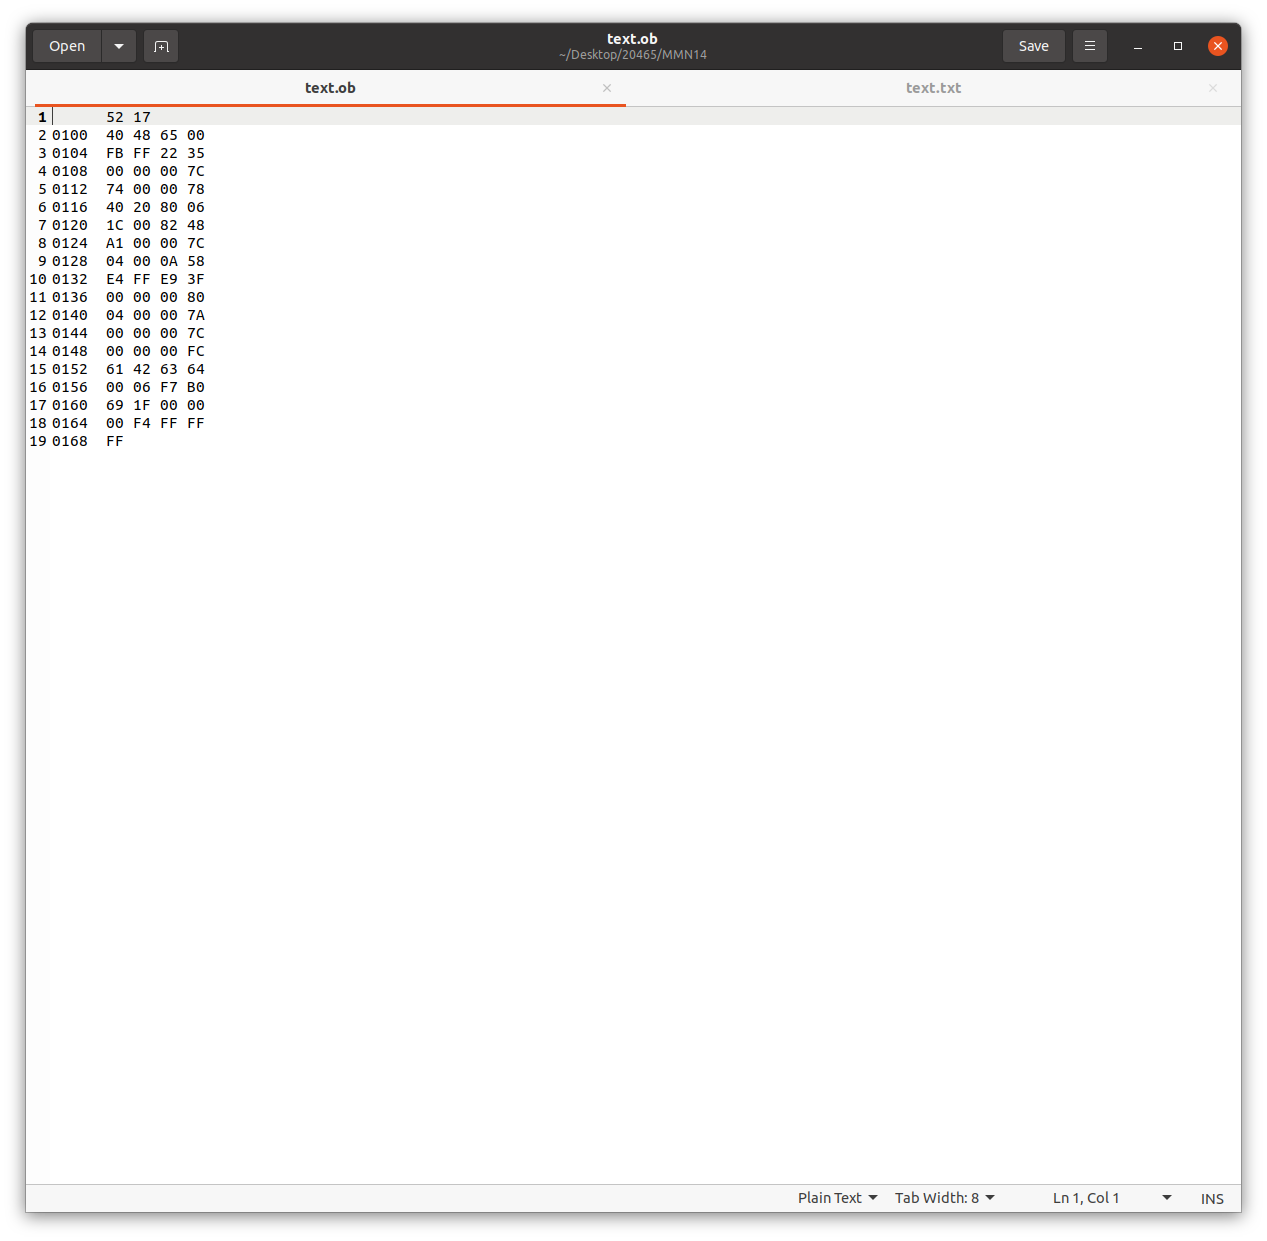 Open
text.ob
~/Desktop/20465/MMN14
Save
text.ob
text.txt
1 52 17
2 0100 40 48 65 00
3 0104 FB FF 22 35
4 0108 00 00 00 7C
5 0112 74 00 00 78
6 0116 40 20 80 06
7 0120 1C 00 82 48
8 0124 A1 00 00 7C
9 0128 04 00 0A 58
10 0132 E4 FF E9 3F
11 0136 00 00 00 80
12 0140 04 00 00 7A
13 0144 00 00 00 7C
14 0148 00 00 00 FC
15 0152 61 42 63 64
16 0156 00 06 F7 B0
17 0160 69 1F 00 00
18 0164 00 F4 FF FF
19 0168 FF
Plain Text Tab Width: 8 Ln 1, Col 1 INS